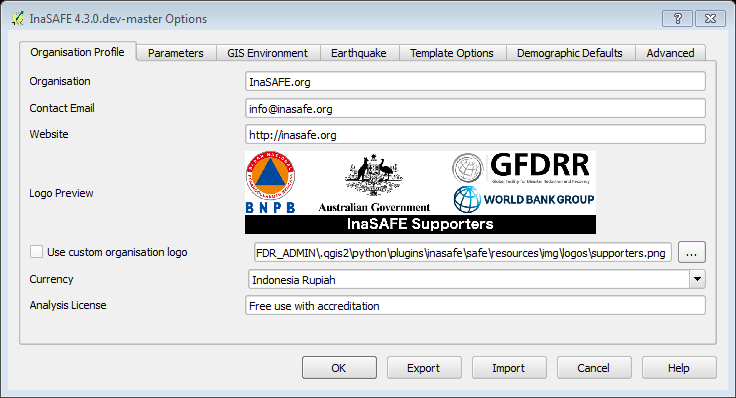 InaSAFE 4.3.0.dev-master Options
Organisation Profile Parameters GIS Environment Earthquake Template Options Demographic Defaults Advanced
Organisation InaSAFE.org
Contact Email info@inasafe.org
Website http://inasafe.org
Logo Preview
BNPB
Australian Government
GFDRR
Global Facility for Disaster Reduction and Recovery
WORLD BANK GROUP
InaSAFE Supporters
Use custom organisation logo FDR_ADMIN\.qgis2\python\plugins\inasafe\safe\resources\img\logos\supporters.png ...
Currency Indonesia Rupiah
Analysis License Free use with accreditation
OK Export Import Cancel Help